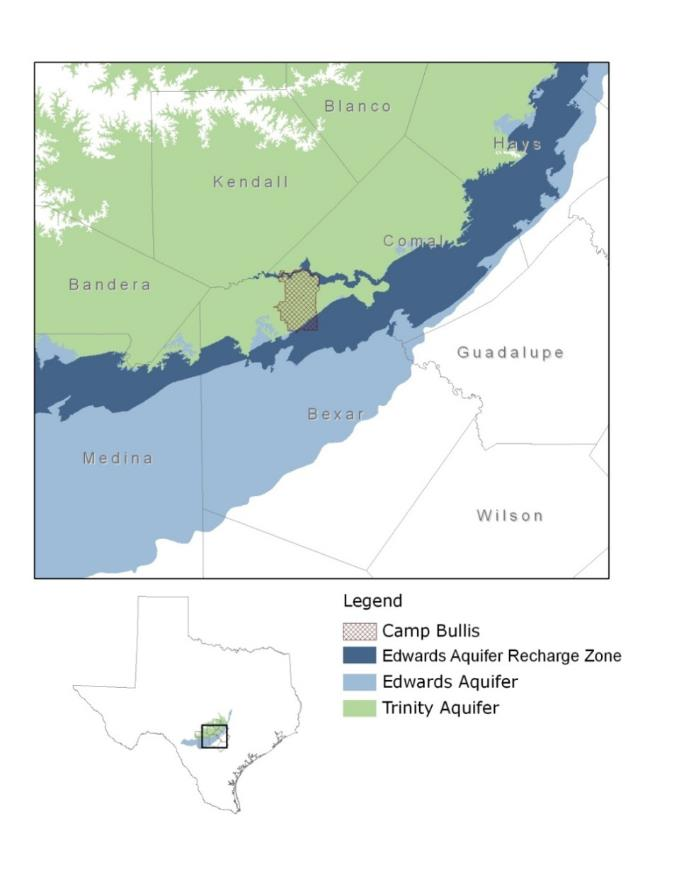 Blanco
Hays
Kendall
Comal
Bandera
Guadalupe
Bexar
Medina
Wilson
Legend
Camp Bullis
Edwards Aquifer Recharge Zone
Edwards Aquifer
Trinity Aquifer